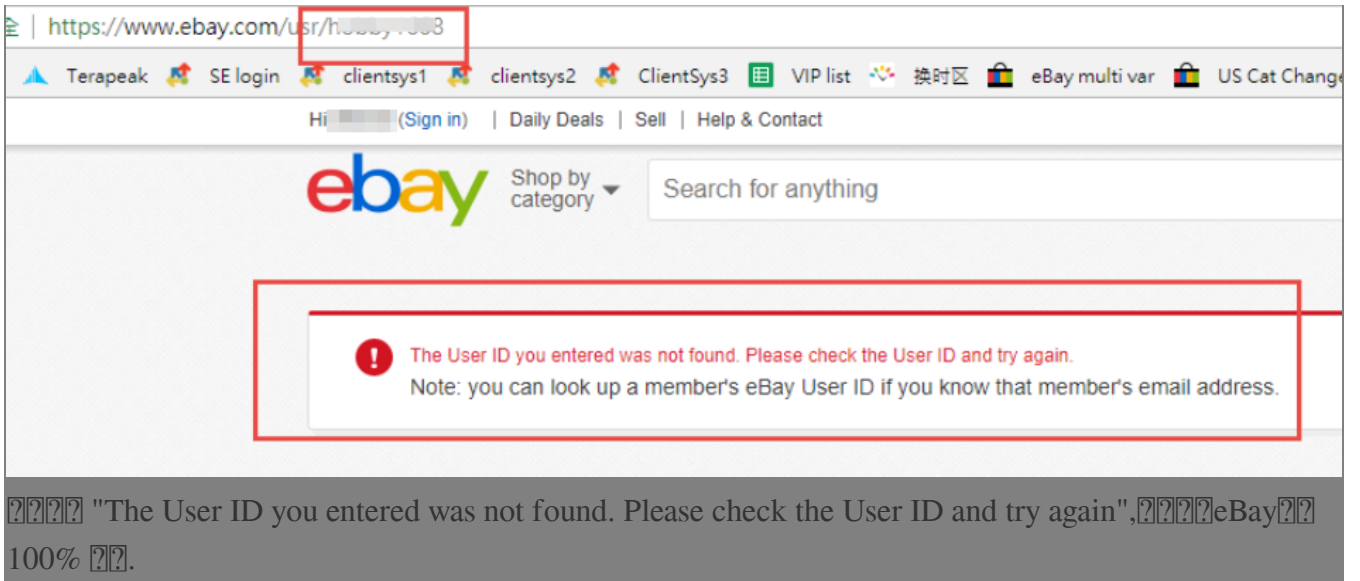 全 | https://www.ebay.com/usr/
Terapeak SE login clientsys1 clientsys2 ClientSys3 VIP list 换时区 eBay multi var US Cat Change
Hi (Sign in) | Daily Deals | Sell | Help & Contact
ebay Shop by category Search for anything
The User ID you entered was not found. Please check the User ID and try again.
Note: you can look up a member's eBay User ID if you know that member's email address.
"The User ID you entered was not found. Please check the User ID and try again", eBay
100% .